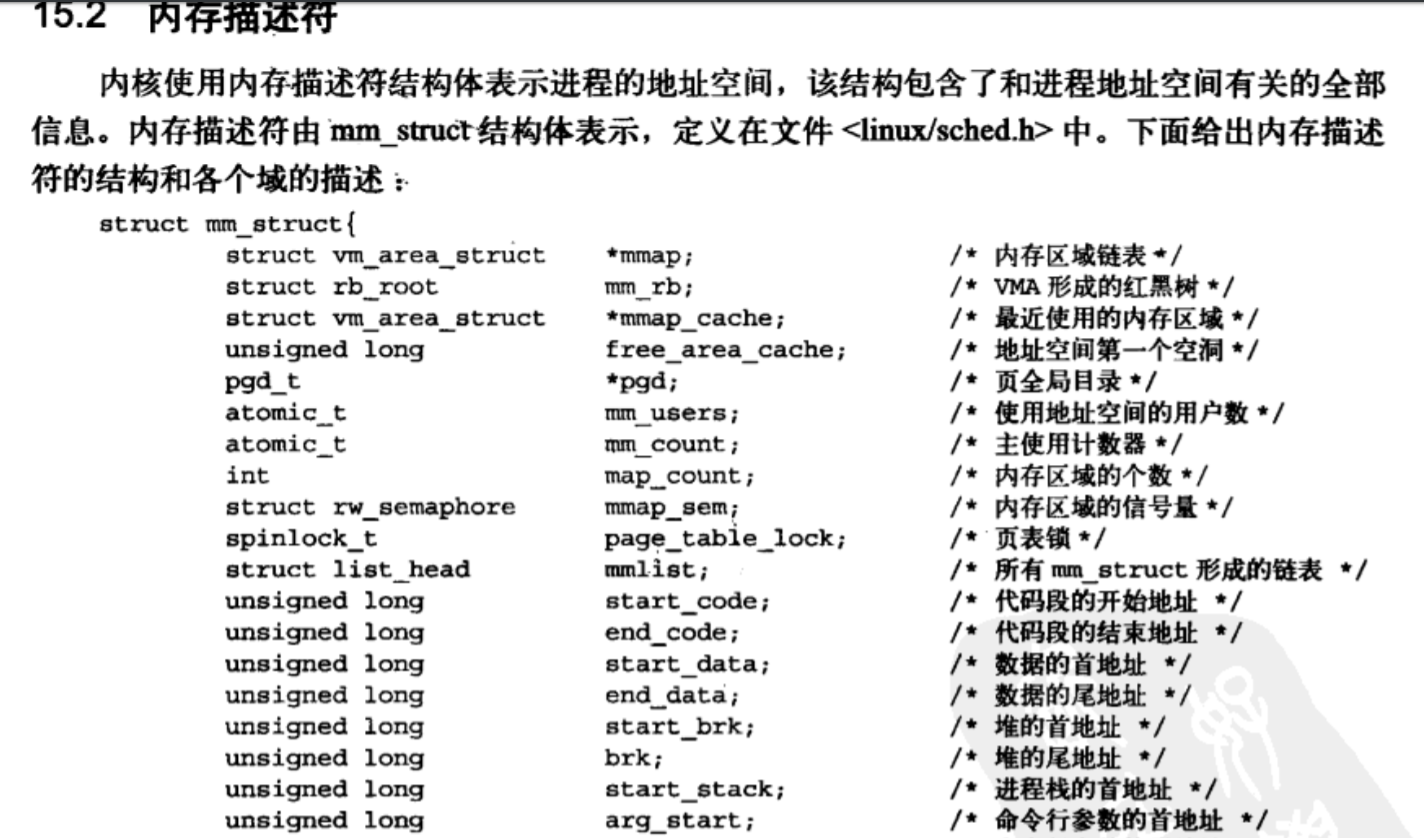 15.2 内存描述符
内核使用内存描述符结构体表示进程的地址空间，该结构包含了和进程地址空间有关的全部
信息。内存描述符由 mm_struct 结构体表示，定义在文件 <linux/sched.h> 中。下面给出内存描述
符的结构和各个域的描述：
struct mm_struct{
struct vm_area_struct *mmap; /* 内存区域链表 */
struct rb_root mm_rb; /* VMA 形成的红黑树 */
struct vm_area_struct *mmap_cache; /* 最近使用的内存区域 */
unsigned long free_area_cache; /* 地址空间第一个空洞 */
pgd_t *pgd; /* 页全局目录 */
atomic_t mm_users; /* 使用地址空间的用户数 */
atomic_t mm_count; /* 主使用计数器 */
int map_count; /* 内存区域的个数 */
struct rw_semaphore mmap_sem; /* 内存区域的信号量 */
spinlock_t page_table_lock; /* 页表锁 */
struct list_head mmlist; /* 所有 mm_struct 形成的链表 */
unsigned long start_code; /* 代码段的开始地址 */
unsigned long end_code; /* 代码段的结束地址 */
unsigned long start_data; /* 数据的首地址 */
unsigned long end_data; /* 数据的尾地址 */
unsigned long start_brk; /* 堆的首地址 */
unsigned long brk; /* 堆的尾地址 */
unsigned long start_stack; /* 进程栈的首地址 */
unsigned long arg_start; /* 命令行参数的首地址 */